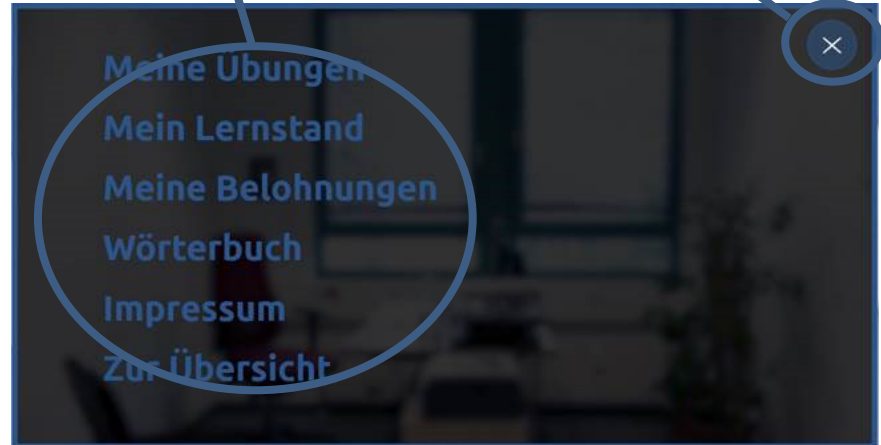 Meine Übungen
Mein Lernstand
Meine Belohnungen
Wörterbuch
Impressum
Zur Übersicht